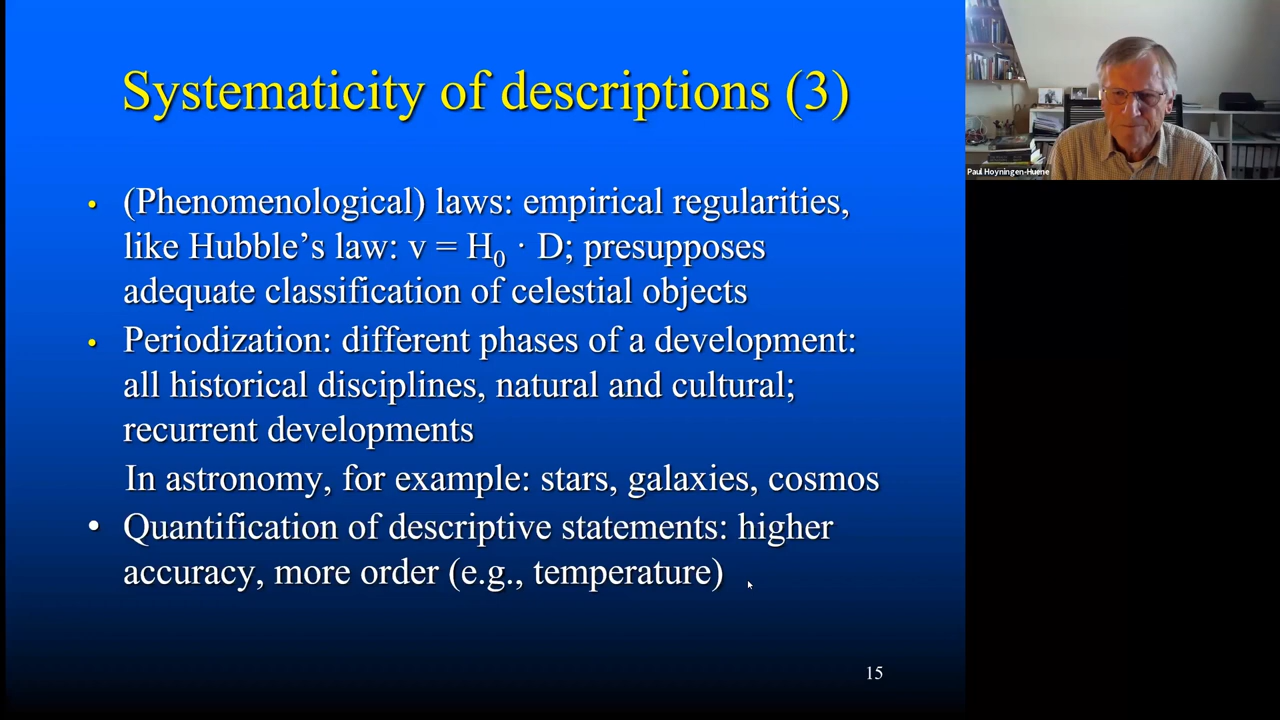 Systematicity of descriptions (3)
• (Phenomenological) laws: empirical regularities,
like Hubble’s law: v = H₀ · D; presupposes
adequate classification of celestial objects
• Periodization: different phases of a development:
all historical disciplines, natural and cultural;
recurrent developments
In astronomy, for example: stars, galaxies, cosmos
• Quantification of descriptive statements: higher
accuracy, more order (e.g., temperature)
15
Paul Hoyningen-Huene